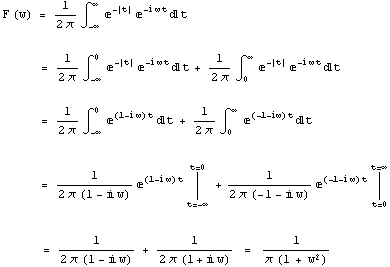 F (w) = 1/(2 π) ∫_{-∞}^{∞} ⅇ^{-|t|} ⅇ^{-ⅈ ω t} ⅆt
= 1/(2 π) ∫_{-∞}^{0} ⅇ^{-|t|} ⅇ^{-ⅈ ω t} ⅆt + 1/(2 π) ∫_{0}^{∞} ⅇ^{-|t|} ⅇ^{-ⅈ ω t} ⅆt
= 1/(2 π) ∫_{-∞}^{0} ⅇ^{(1-ⅈ ω) t} ⅆt + 1/(2 π) ∫_{0}^{∞} ⅇ^{(-1-ⅈ ω) t} ⅆt
= 1/(2 π (1 - ⅈ w)) ⅇ^{(1-ⅈ ω) t} |_{t=-∞}^{t=0} + 1/(2 π (-1 - ⅈ w)) ⅇ^{(-1-ⅈ ω) t} |_{t=0}^{t=∞}
= 1/(2 π (1 - ⅈ w)) + 1/(2 π (1 + ⅈ w)) = 1/(π (1 + w²))